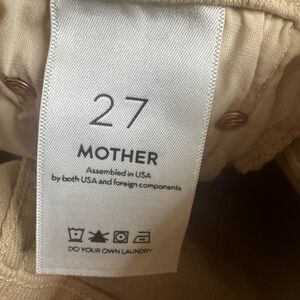 27
MOTHER
Assembled in USA
by both USA and foreign components
DO YOUR OWN LAUNDRY